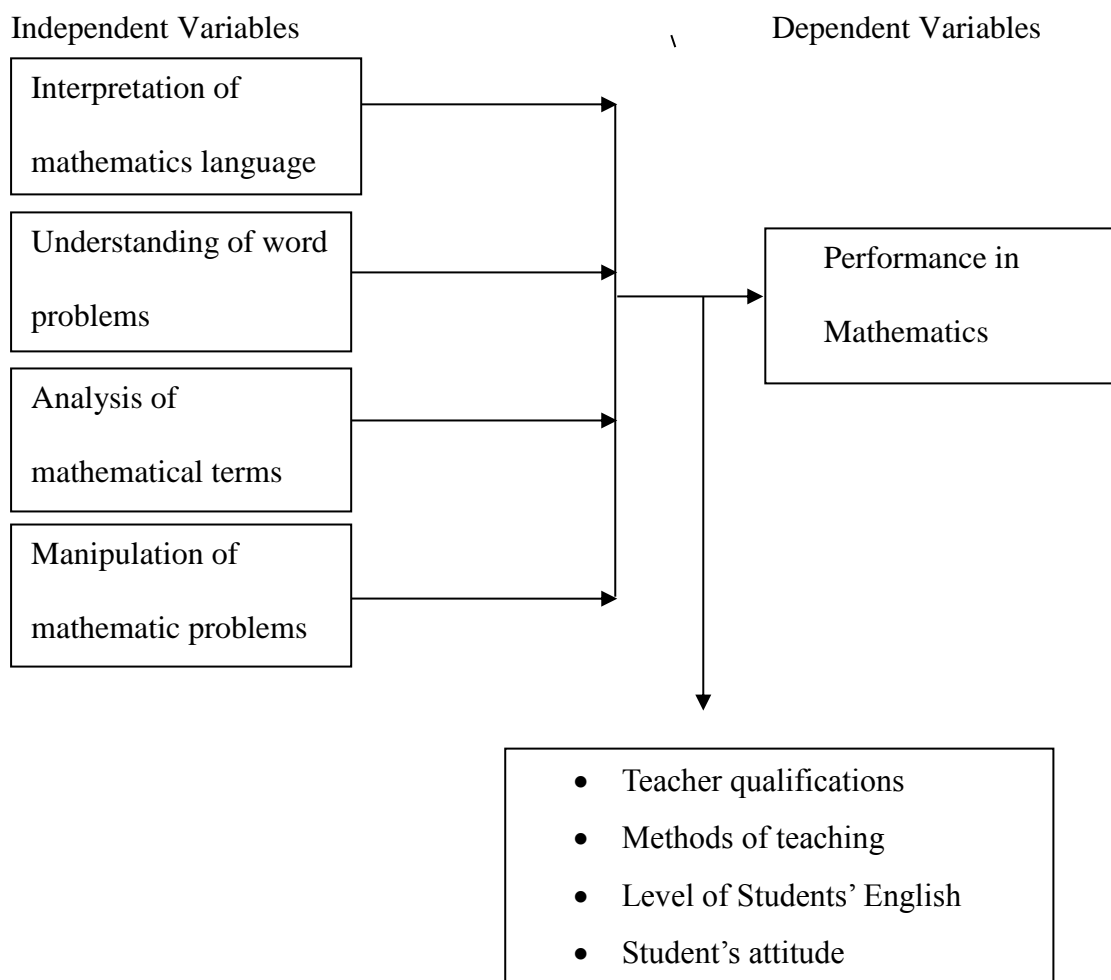 Independent Variables
\
Dependent Variables
Interpretation of
mathematics language
Understanding of word
problems
Analysis of
mathematical terms
Manipulation of
mathematic problems
Performance in
Mathematics
• Teacher qualifications
• Methods of teaching
• Level of Students’ English
• Student’s attitude